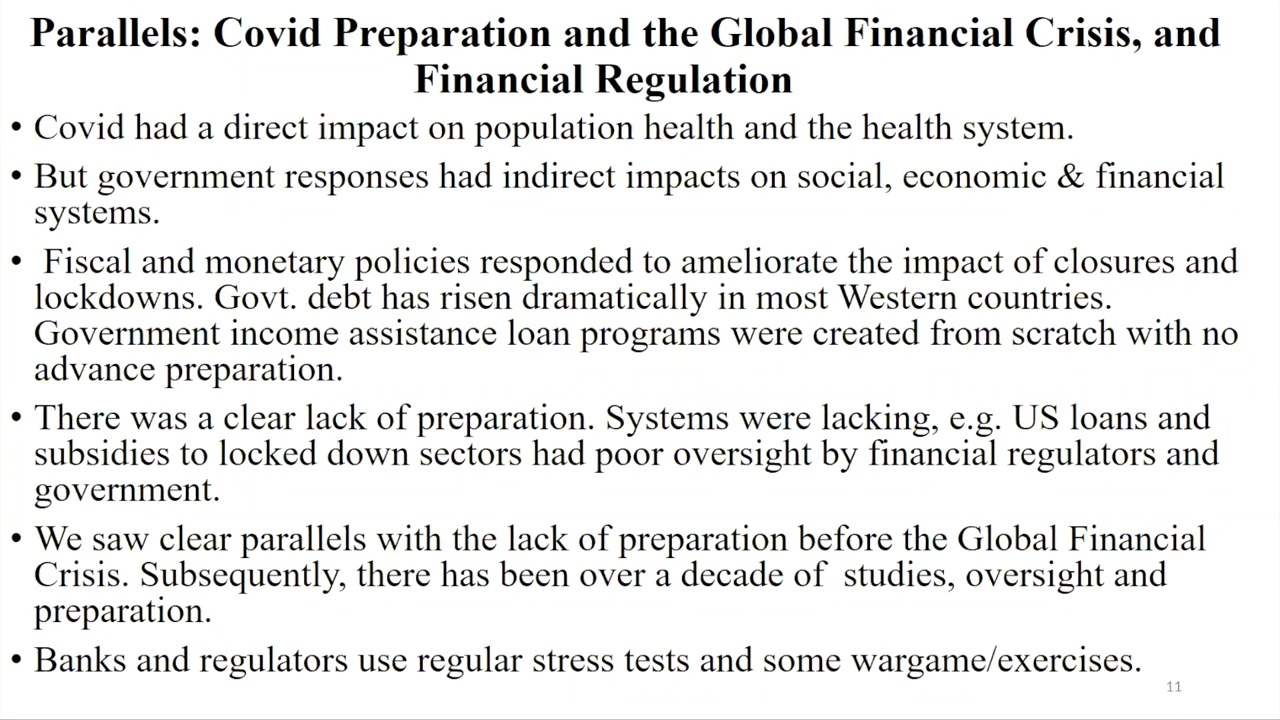 Parallels: Covid Preparation and the Global Financial Crisis, and
Financial Regulation
• Covid had a direct impact on population health and the health system.
• But government responses had indirect impacts on social, economic & financial
systems.
• Fiscal and monetary policies responded to ameliorate the impact of closures and
lockdowns. Govt. debt has risen dramatically in most Western countries.
Government income assistance loan programs were created from scratch with no
advance preparation.
• There was a clear lack of preparation. Systems were lacking, e.g. US loans and
subsidies to locked down sectors had poor oversight by financial regulators and
government.
• We saw clear parallels with the lack of preparation before the Global Financial
Crisis. Subsequently, there has been over a decade of  studies, oversight and
preparation.
• Banks and regulators use regular stress tests and some wargame/exercises.
11